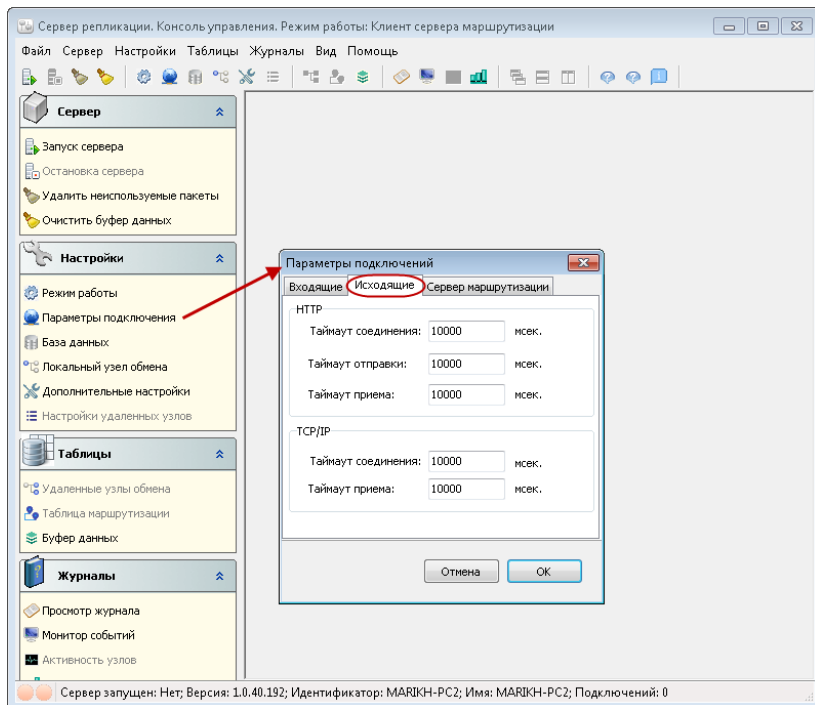 Сервер репликации. Консоль управления. Режим работы: Клиент сервера маршрутизации
Файл Сервер Настройки Таблицы Журналы Вид Помощь
Сервер
Запуск сервера
Остановка сервера
Удалить неиспользуемые пакеты
Очистить буфер данных
Настройки
Режим работы
Параметры подключения
База данных
Локальный узел обмена
Дополнительные настройки
Настройки удаленных узлов
Таблицы
Удаленные узлы обмена
Таблица маршрутизации
Буфер данных
Журналы
Просмотр журнала
Монитор событий
Активность узлов
Параметры подключений
Входящие Исходящие Сервер маршрутизации
HTTP
Таймаут соединения: 10000 мсек.
Таймаут отправки: 10000 мсек.
Таймаут приема: 10000 мсек.
TCP/IP
Таймаут соединения: 10000 мсек.
Таймаут приема: 10000 мсек.
Отмена OK
Сервер запущен: Нет; Версия: 1.0.40.192; Идентификатор: MARIKH-PC2; Имя: MARIKH-PC2; Подключений: 0